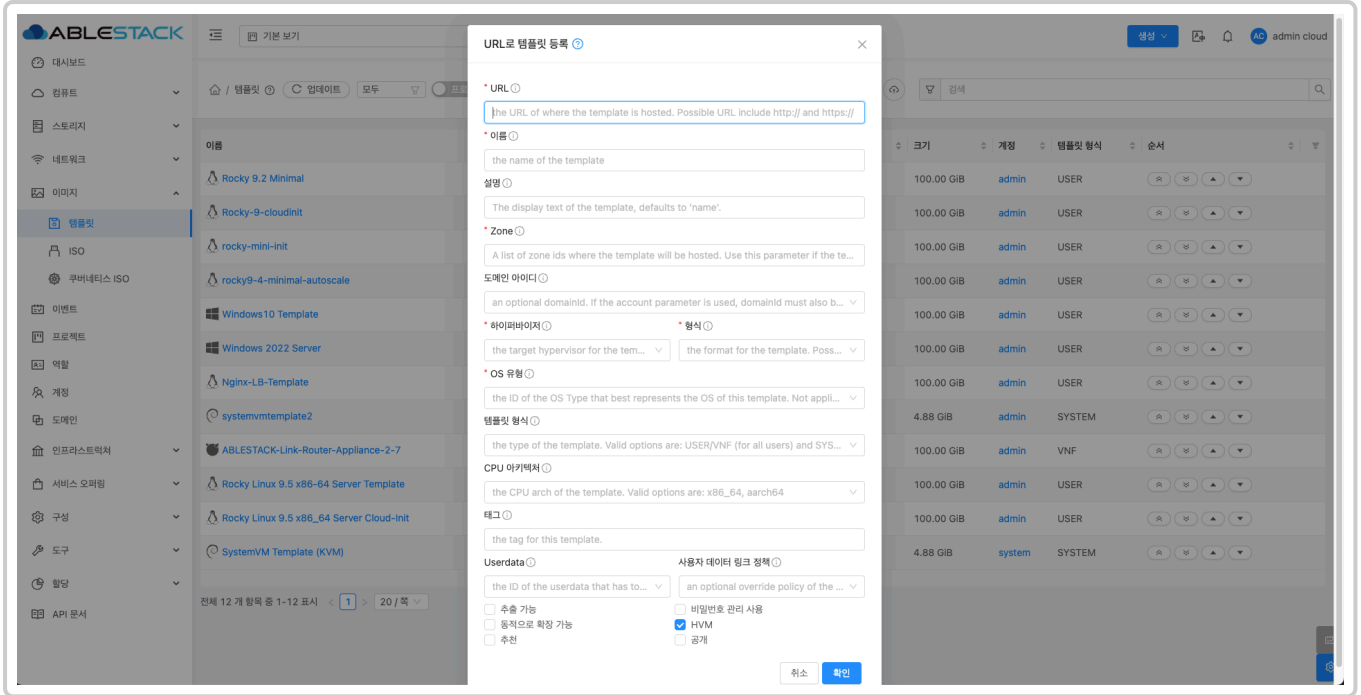 ABLESTACK
기본 보기
생성
AC admin cloud
대시보드
컴퓨트
스토리지
네트워크
이미지
템플릿
ISO
쿠버네티스 ISO
이벤트
프로젝트
역할
계정
도메인
인프라스트럭쳐
서비스 오퍼링
구성
도구
할당
API 문서
/ 템플릿
업데이트
모두
검색
이름
크기
계정
템플릿 형식
순서
Rocky 9.2 Minimal
100.00 GiB
admin
USER
Rocky-9-cloudinit
100.00 GiB
admin
USER
rocky-mini-init
100.00 GiB
admin
USER
rocky9-4-minimal-autoscale
100.00 GiB
admin
USER
Windows10 Template
100.00 GiB
admin
USER
Windows 2022 Server
100.00 GiB
admin
USER
Nginx-LB-Template
100.00 GiB
admin
USER
systemvmtemplate2
4.88 GiB
admin
SYSTEM
ABLESTACK-Link-Router-Appliance-2-7
100.00 GiB
admin
VNF
Rocky Linux 9.5 x86-64 Server Template
100.00 GiB
admin
USER
Rocky Linux 9.5 x86_64 Server Cloud-Init
100.00 GiB
admin
USER
SystemVM Template (KVM)
4.88 GiB
system
SYSTEM
전체 12 개 항목 중 1-12 표시 < 1 > 20 / 쪽
URL로 템플릿 등록
* URL
the URL of where the template is hosted. Possible URL include http:// and https://
* 이름
the name of the template
설명
The display text of the template, defaults to 'name'.
* Zone
A list of zone ids where the template will be hosted. Use this parameter if the te...
도메인 아이디
an optional domainId. If the account parameter is used, domainId must also b...
* 하이퍼바이저
* 형식
the target hypervisor for the tem...
the format for the template. Poss...
* OS 유형
the ID of the OS Type that best represents the OS of this template. Not appli...
템플릿 형식
the type of the template. Valid options are: USER/VNF (for all users) and SYS...
CPU 아키텍처
the CPU arch of the template. Valid options are: x86_64, aarch64
태그
the tag for this template.
Userdata
사용자 데이터 링크 정책
the ID of the userdata that has to...
an optional override policy of the ...
추출 가능
비밀번호 관리 사용
동적으로 확장 가능
HVM
추천
공개
취소
확인